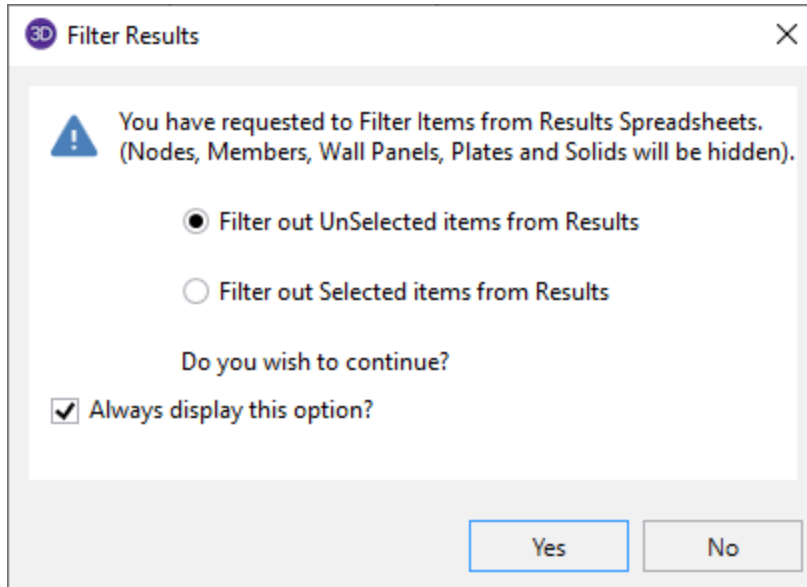 3D Filter Results
You have requested to Filter Items from Results Spreadsheets.
(Nodes, Members, Wall Panels, Plates and Solids will be hidden).
Filter out UnSelected items from Results
Filter out Selected items from Results
Do you wish to continue?
Always display this option?
Yes No